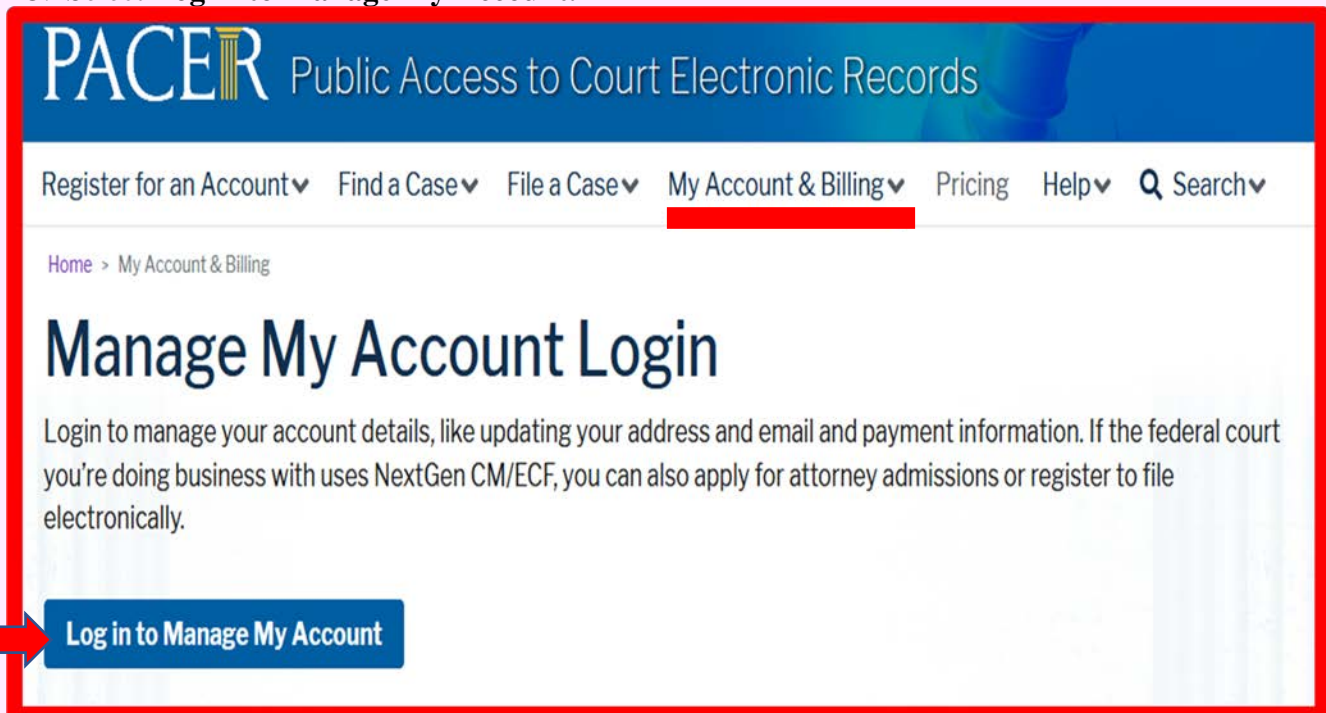 PACER Public Access to Court Electronic Records
Register for an Account Find a Case File a Case My Account & Billing Pricing Help Search
Home > My Account & Billing
Manage My Account Login
Login to manage your account details, like updating your address and email and payment information. If the federal court
you're doing business with uses NextGen CM/ECF, you can also apply for attorney admissions or register to file
electronically.
Log in to Manage My Account